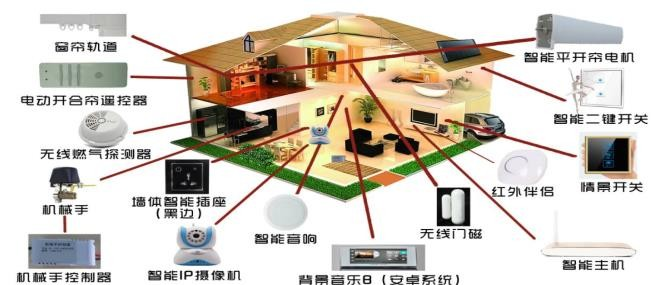 窗帘轨道
智能平开帘电机
电动开合帘遥控器
智能二键开关
无线燃气探测器
墙体智能插座
(黑边)
红外伴侣
情景开关
机械手
智能音响
无线门磁
智能主机
机械手控制器
智能IP摄像机
背景音乐8（安卓系统）